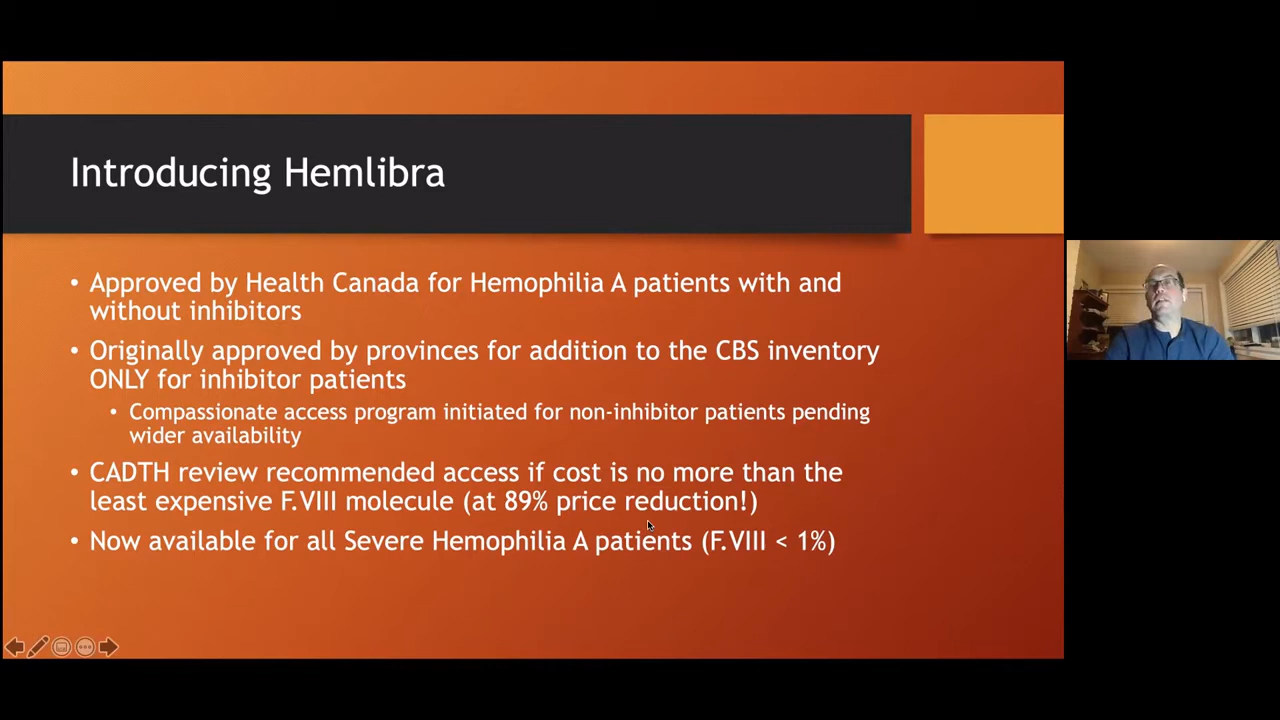 Introducing Hemlibra
• Approved by Health Canada for Hemophilia A patients with and
without inhibitors
• Originally approved by provinces for addition to the CBS inventory
ONLY for inhibitor patients
• Compassionate access program initiated for non-inhibitor patients pending
wider availability
• CADTH review recommended access if cost is no more than the
least expensive F.VIII molecule (at 89% price reduction!)
• Now available for all Severe Hemophilia A patients (F.VIII < 1%)